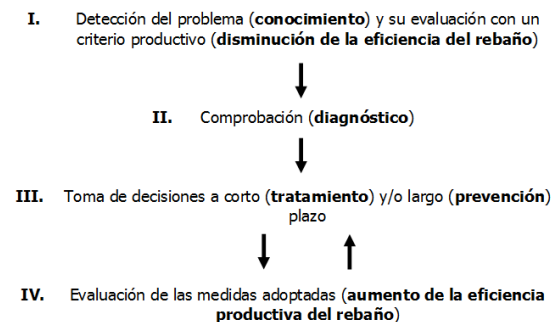 I. Detección del problema (conocimiento) y su evaluación con un
criterio productivo (disminución de la eficiencia del rebaño)
II. Comprobación (diagnóstico)
III. Toma de decisiones a corto (tratamiento) y/o largo (prevención)
plazo
IV. Evaluación de las medidas adoptadas (aumento de la eficiencia
productiva del rebaño)